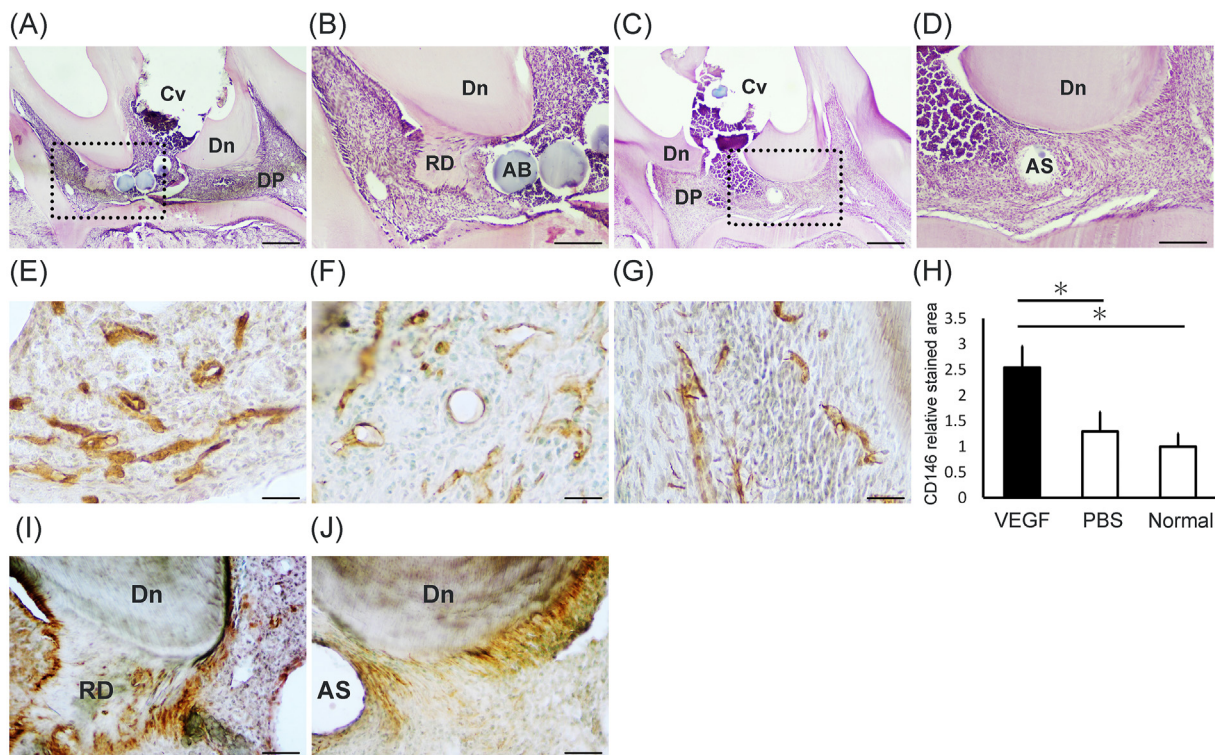 (A)
(B)
(C)
(D)
Cv
Dn
DP
Dn
RD
AB
Cv
Dn
DP
Dn
AS
(E)
(F)
(G)
(H)
* 
*
CD146 relative stained area
3.5
3
2.5
2
1.5
1
0.5
0
VEGF PBS Normal
(I)
(J)
Dn
RD
Dn
AS